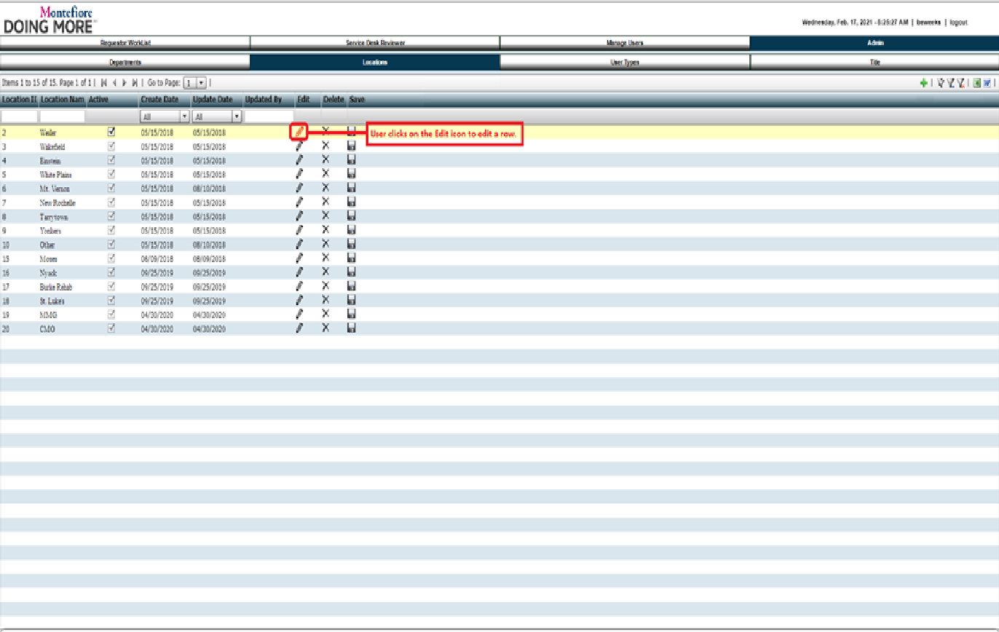 Montefiore
DOING MORE
Wednesday, Feb. 17, 2021 - 8:26:27 AM | beweeks | logout
Requestor WorkList Service Desk Reviewer Manage Users Admin
Departments Locations User Types Title
Items 1 to 15 of 15. Page 1 of 1 | Go to Page: 1 |
Location II Location Nam Active Create Date Update Date Updated By Edit Delete Save
All All
2 Weiler 05/15/2018 05/15/2018
User clicks on the Edit icon to edit a row.
3 Wakefield 05/15/2018 05/15/2018
4 Einstein 05/15/2018 05/15/2018
5 White Plains 05/15/2018 05/15/2018
6 Mt. Vernon 05/15/2018 08/10/2018
7 New Rochelle 05/15/2018 05/15/2018
8 Tarrytown 05/15/2018 05/15/2018
9 Yonkers 05/15/2018 05/15/2018
10 Other 05/15/2018 08/10/2018
15 Moses 08/09/2018 08/09/2018
16 Nyack 09/25/2019 09/25/2019
17 Burke Rehab 09/25/2019 09/25/2019
18 St. Luke's 09/25/2019 09/25/2019
19 MMG 04/30/2020 04/30/2020
20 CMO 04/30/2020 04/30/2020